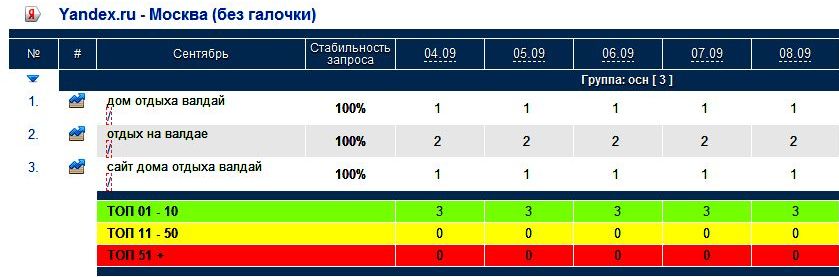 Я Yandex.ru - Москва (без галочки)
№ # Сентябрь Стабильность запроса 04.09 05.09 06.09 07.09 08.09
Группа: осн [ 3 ]
1. дом отдыха валдай 100% 1 1 1 1 1
2. отдых на валдае 100% 2 2 2 2 2
3. сайт дома отдыха валдай 100% 1 1 1 1 1
ТОП 01 - 10 3 3 3 3 3
ТОП 11 - 50 0 0 0 0 0
ТОП 51 + 0 0 0 0 0